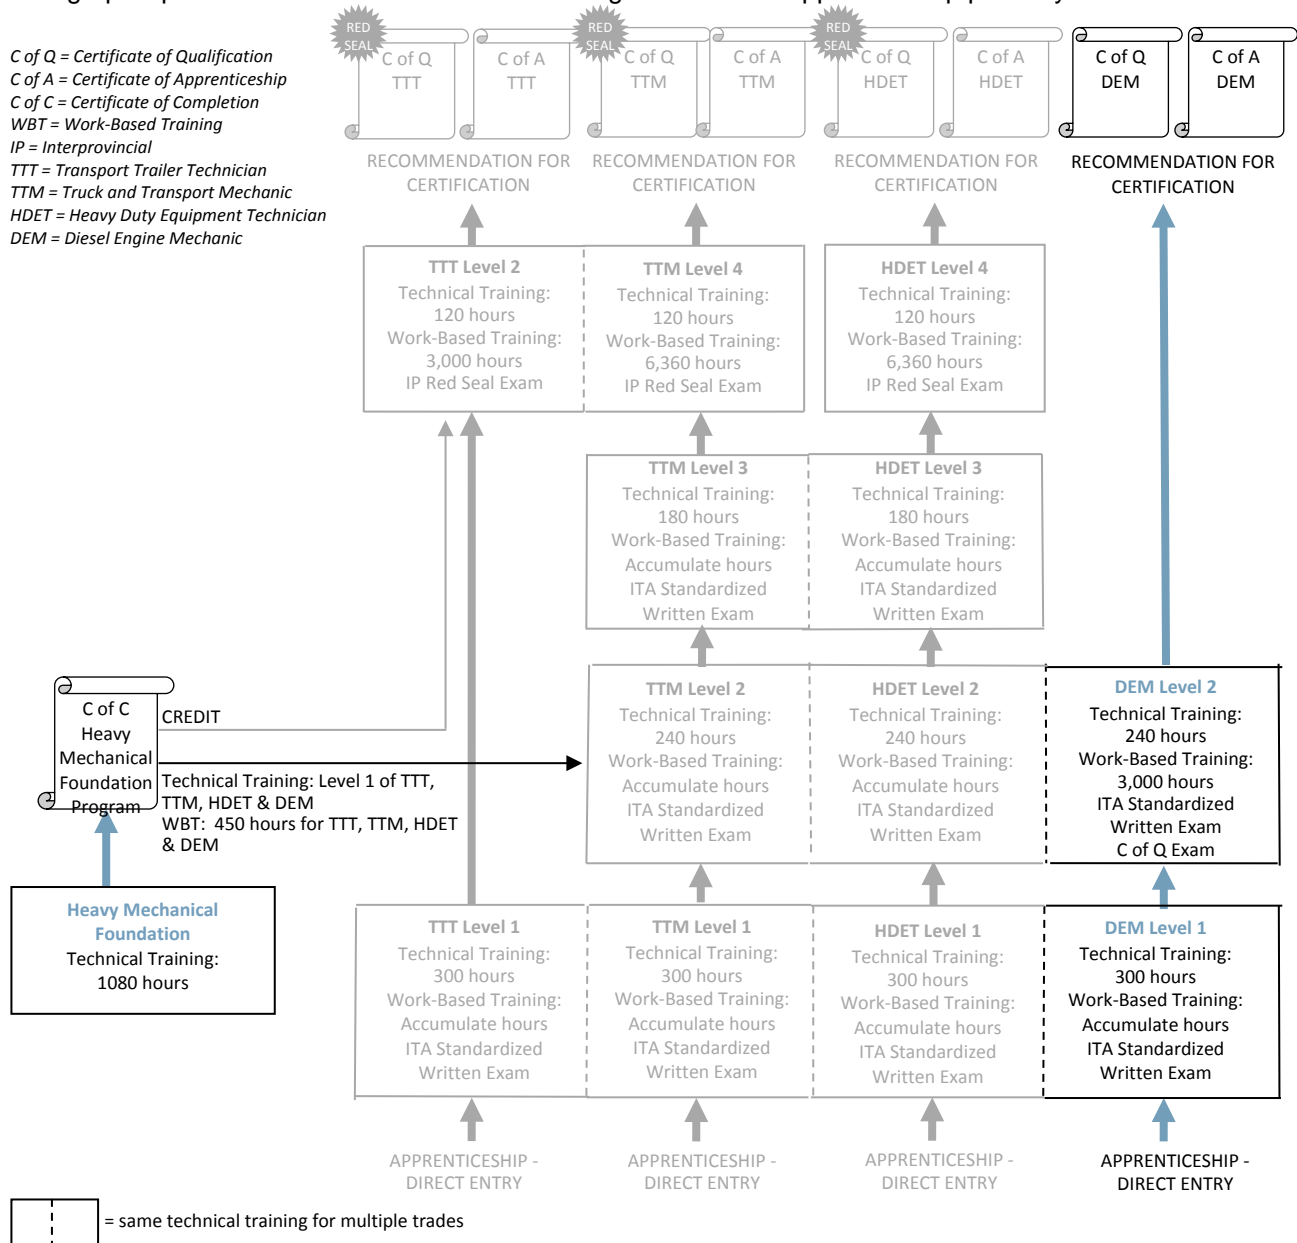 C of Q = Certificate of Qualification
C of A = Certificate of Apprenticeship
C of C = Certificate of Completion
WBT = Work-Based Training
IP = Interprovincial
TTT = Transport Trailer Technician
TTM = Truck and Transport Mechanic
HDET = Heavy Duty Equipment Technician
DEM = Diesel Engine Mechanic
RED
SEAL
C of Q
TTT
C of A
TTT
RECOMMENDATION FOR
CERTIFICATION
RED
SEAL
C of Q
TTM
C of A
TTM
RECOMMENDATION FOR
CERTIFICATION
RED
SEAL
C of Q
HDET
C of A
HDET
RECOMMENDATION FOR
CERTIFICATION
C of Q
DEM
C of A
DEM
RECOMMENDATION FOR
CERTIFICATION
TTT Level 2
Technical Training:
120 hours
Work-Based Training:
3,000 hours
IP Red Seal Exam
TTM Level 4
Technical Training:
120 hours
Work-Based Training:
6,360 hours
IP Red Seal Exam
HDET Level 4
Technical Training:
120 hours
Work-Based Training:
6,360 hours
IP Red Seal Exam
TTM Level 3
Technical Training:
180 hours
Work-Based Training:
Accumulate hours
ITA Standardized
Written Exam
HDET Level 3
Technical Training:
180 hours
Work-Based Training:
Accumulate hours
ITA Standardized
Written Exam
C of C
Heavy
Mechanical
Foundation
Program
CREDIT
Technical Training: Level 1 of TTT,
TTM, HDET & DEM
WBT: 450 hours for TTT, TTM, HDET
& DEM
TTM Level 2
Technical Training:
240 hours
Work-Based Training:
Accumulate hours
ITA Standardized
Written Exam
HDET Level 2
Technical Training:
240 hours
Work-Based Training:
Accumulate hours
ITA Standardized
Written Exam
DEM Level 2
Technical Training:
240 hours
Work-Based Training:
3,000 hours
ITA Standardized
Written Exam
C of Q Exam
Heavy Mechanical
Foundation
Technical Training:
1080 hours
TTT Level 1
Technical Training:
300 hours
Work-Based Training:
Accumulate hours
ITA Standardized
Written Exam
TTM Level 1
Technical Training:
300 hours
Work-Based Training:
Accumulate hours
ITA Standardized
Written Exam
HDET Level 1
Technical Training:
300 hours
Work-Based Training:
Accumulate hours
ITA Standardized
Written Exam
DEM Level 1
Technical Training:
300 hours
Work-Based Training:
Accumulate hours
ITA Standardized
Written Exam
APPRENTICESHIP -
DIRECT ENTRY
APPRENTICESHIP -
DIRECT ENTRY
APPRENTICESHIP -
DIRECT ENTRY
APPRENTICESHIP -
DIRECT ENTRY
= same technical training for multiple trades